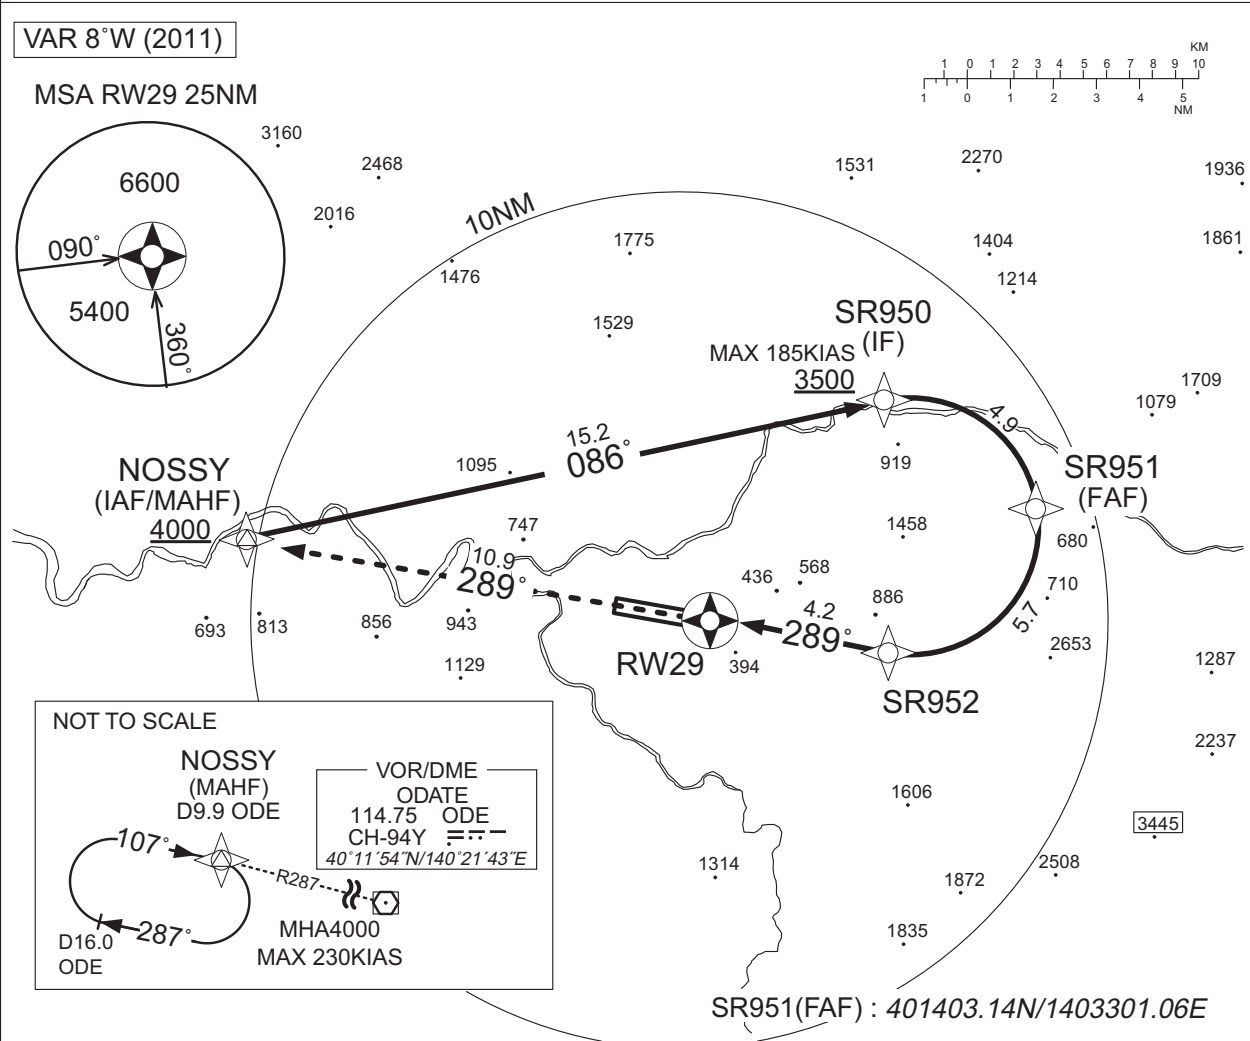 VAR 8°W (2011)
MSA RW29 25NM
6600
090°
5400
360°
KM
1 0 1 2 3 4 5 6 7 8 9 10
1 0 1 2 3 4 5
NM
3160
2468
2016
1531
2270
1936
10NM
1775
1476
1404
1861
1214
1529
SR950
(IF)
MAX 185KIAS
3500
1709
1079
4.9
15.2
086°
1095
919
SR951
(FAF)
NOSSY
(IAF/MAHF)
4000
747
1458
680
10.9
289°
436
568
886
710
4.2
289°
5.7
693
813
856
943
1129
RW29
394
2653
1287
SR952
2237
1606
3445
1314
2508
1872
1835
NOT TO SCALE
NOSSY
(MAHF)
D9.9 ODE
VOR/DME
ODATE
114.75 ODE
CH-94Y
40°11´54˝N/140°21´43˝E
107°
R287
287°
D16.0
ODE
MHA4000
MAX 230KIAS
SR951(FAF) : 401403.14N/1403301.06E